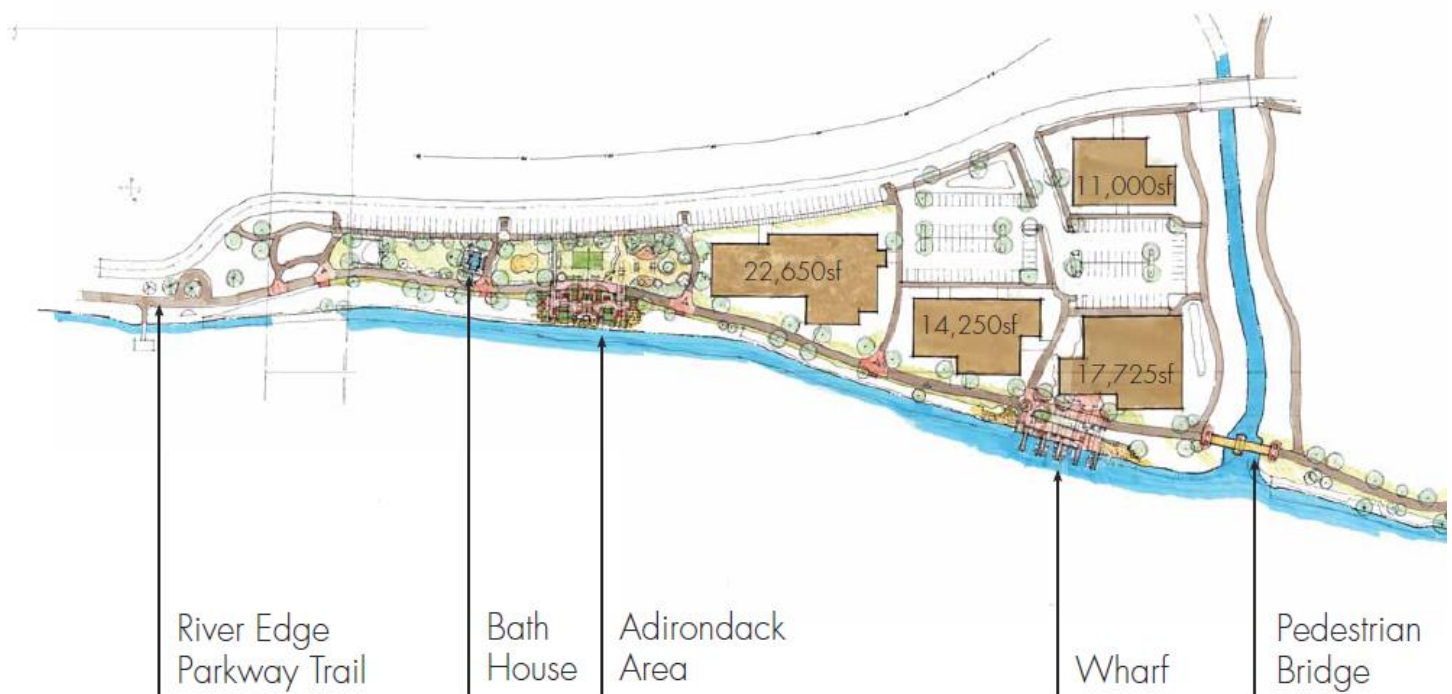 11,000sf
22,650sf
14,250sf
17,725sf
River Edge
Parkway Trail
Bath
House
Adirondack
Area
Wharf
Pedestrian
Bridge